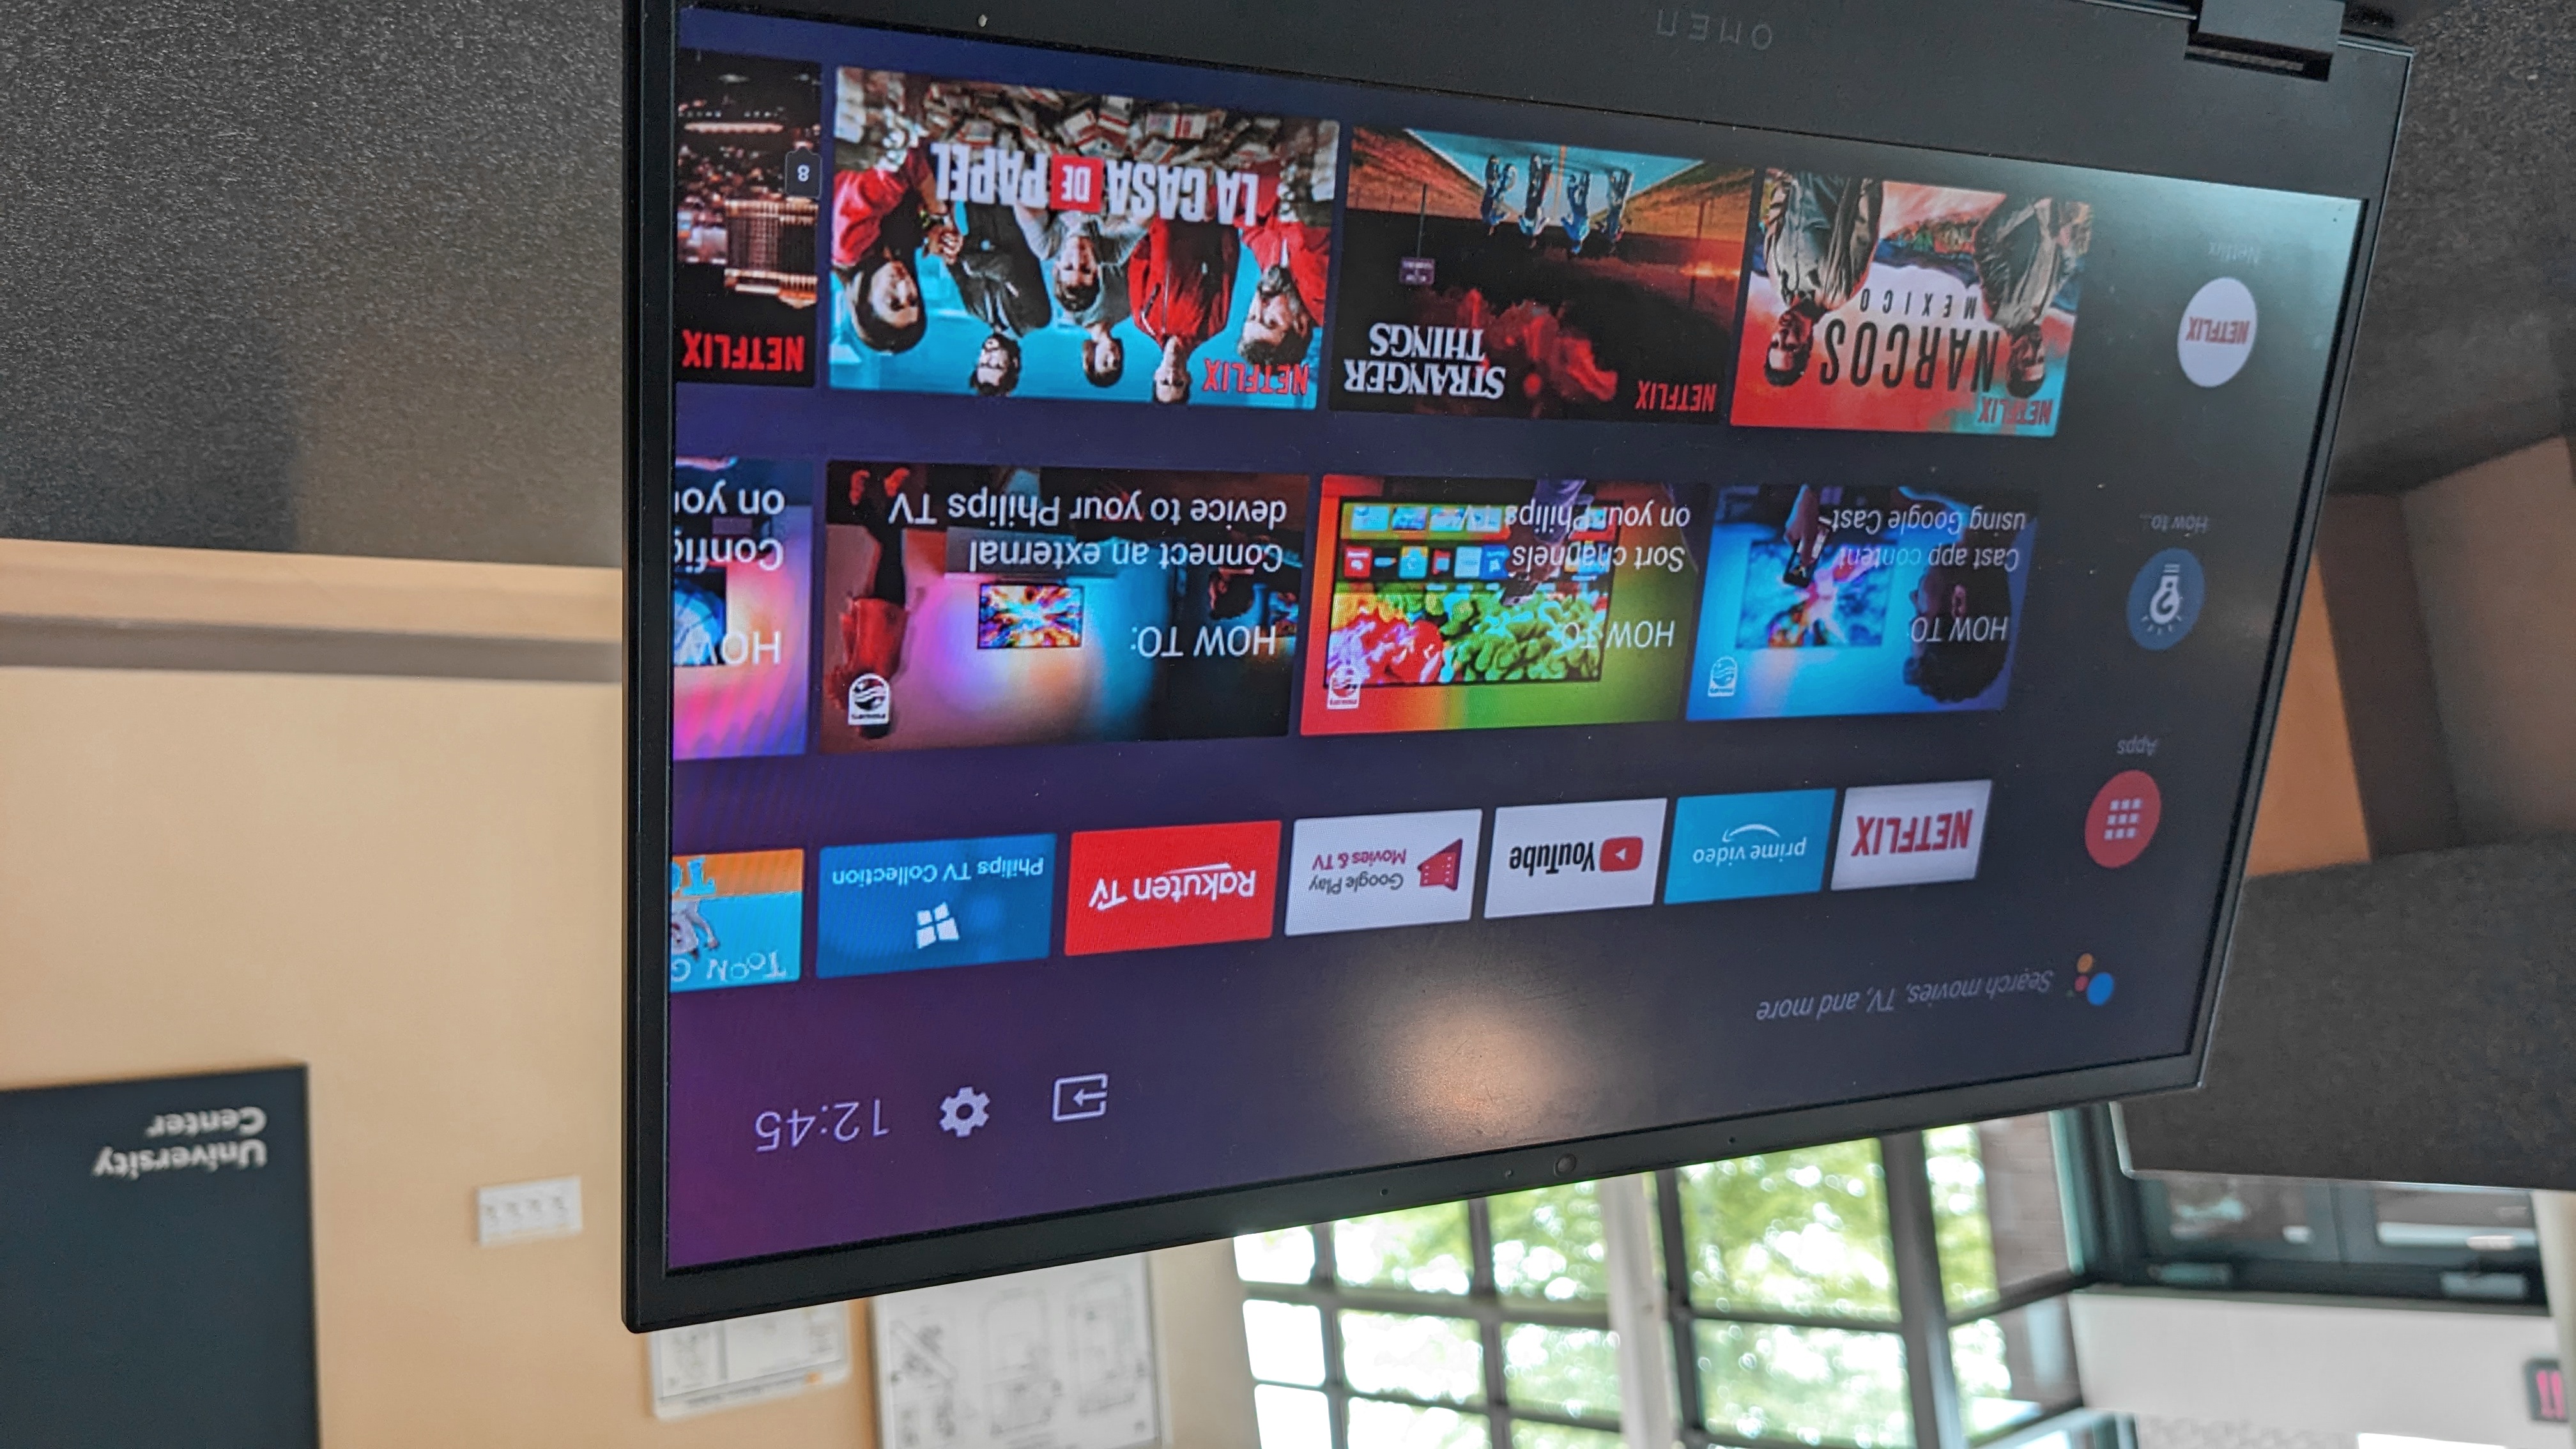 12:45
Search movies, TV, and more
Apps
NETFLIX
prime video
YouTube
Google Play
Movies & TV
Rakuten TV
Philips TV Collection
TOON
How to...
HOW TO:
Cast app content
using Google Cast
HOW TO:
Sort channels
on your Philips TV
HOW TO:
Connect an external
device to your Philips TV
HOW
Config
on you
Netflix
NETFLIX
NETFLIX
NARCOS
MEXICO
NETFLIX
STRANGER
THINGS
NETFLIX
LA CASA DE PAPEL
NETFLIX
8
OMEN
University
Center